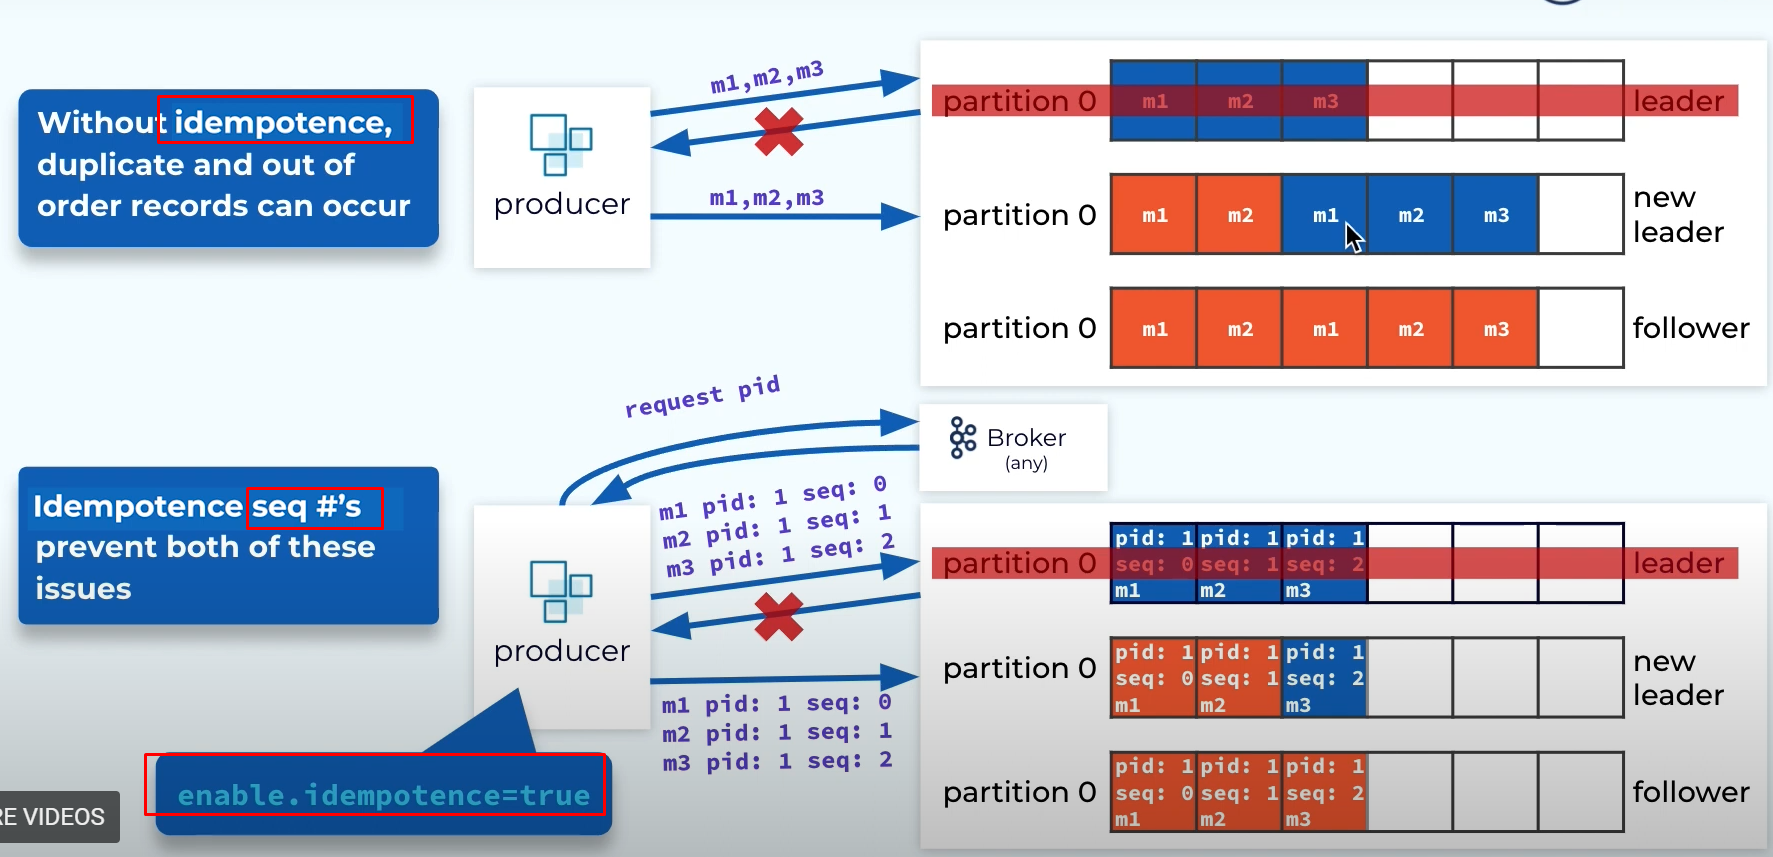 Without idempotence,
duplicate and out of
order records can occur
producer
m1,m2,m3
m1,m2,m3
partition 0 m1 m2 m3 leader
partition 0 m1 m2 m1 m2 m3 new leader
partition 0 m1 m2 m1 m2 m3 follower
request pid
Broker
(any)
Idempotence seq #'s
prevent both of these
issues
producer
m1 pid: 1 seq: 0
m2 pid: 1 seq: 1
m3 pid: 1 seq: 2
m1 pid: 1 seq: 0
m2 pid: 1 seq: 1
m3 pid: 1 seq: 2
enable.idempotence=true
RE VIDEOS
pid: 1 pid: 1 pid: 1
partition 0 seq: 0 seq: 1 seq: 2 leader
m1 m2 m3
pid: 1 pid: 1 pid: 1 new
partition 0 seq: 0 seq: 1 seq: 2 leader
m1 m2 m3
pid: 1 pid: 1 pid: 1
partition 0 seq: 0 seq: 1 seq: 2 follower
m1 m2 m3